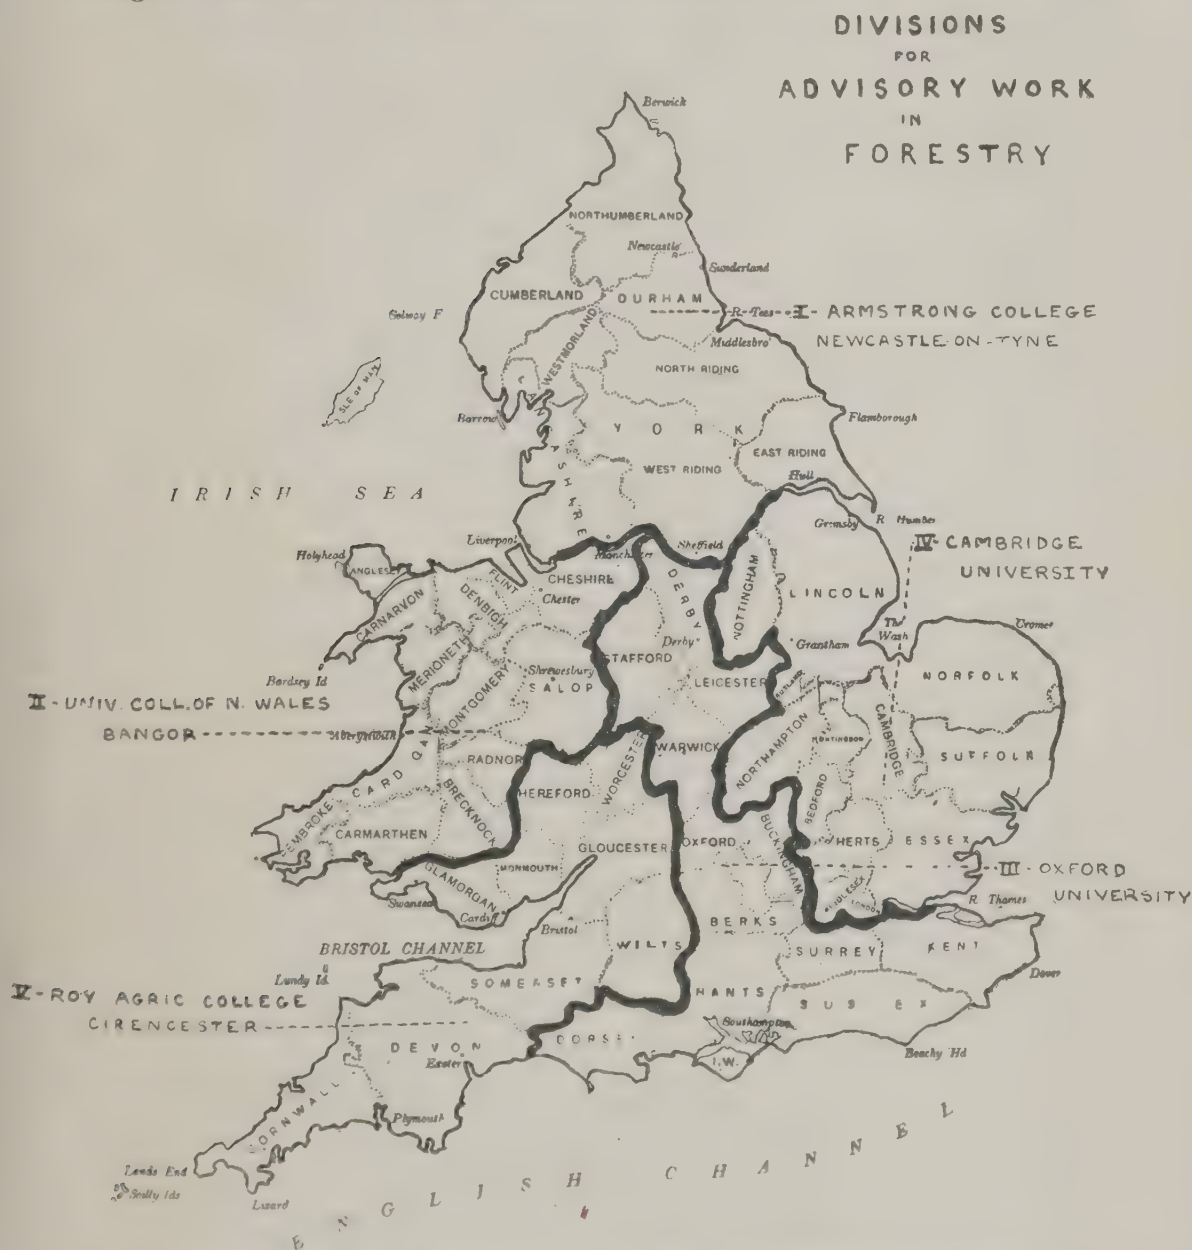 DIVISIONS
FOR
ADVISORY WORK
IN
FORESTRY
Berwick
NORTHUMBERLAND
Newcastle
Sunderland
CUMBERLAND
DURHAM
Solway F
R. Tees
I - ARMSTRONG COLLEGE
NEWCASTLE-ON-TYNE
WESTMORLAND
Middlesbro
NORTH RIDING
ISLE OF MAN
Barrow
LANCASHIRE
Flamborough
YORK
EAST RIDING
WEST RIDING
Hull
IRISH SEA
Grimsby
R Humber
Liverpool
Manchester
Sheffield
IV - CAMBRIDGE
UNIVERSITY
Holyhead
ANGLESEY
FLINT
CHESHIRE
DENBIGH
Chester
DERBY
NOTTINGHAM
LINCOLN
CARNARVON
The
Wash
Cromer
MERIONETH
Derby
Grantham
STAFFORD
Shrewsbury
Bardsey Id
SALOP
LEICESTER
RUTLAND
NORFOLK
II - UNIV. COLL. OF N. WALES
BANGOR
MONTGOMERY
Aberystwith
CARDIGAN
NORTHAMPTON
HUNTINGDON
CAMBRIDGE
WARWICK
WORCESTER
RADNOR
SUFFOLK
HEREFORD
BEDFORD
PEMBROKE
BRECKNOCK
CARMARTHEN
GLOUCESTER
OXFORD
BUCKINGHAM
HERTS
ESSEX
GLAMORGAN
MONMOUTH
III - OXFORD
UNIVERSITY
MIDDLESEX
LONDON
Swansea
Cardiff
R Thames
Bristol
BERKS
BRISTOL CHANNEL
WILTS
SURREY
KENT
Lundy Id.
SOMERSET
Dover
V - ROY AGRIC COLLEGE
CIRENCESTER
HANTS
SUSSEX
Southampton
DORSET
DEVON
Exeter
I.W.
Beachy Hd
CORNWALL
Plymouth
Lands End
Scilly Ids
Lizard
ENGLISH CHANNEL